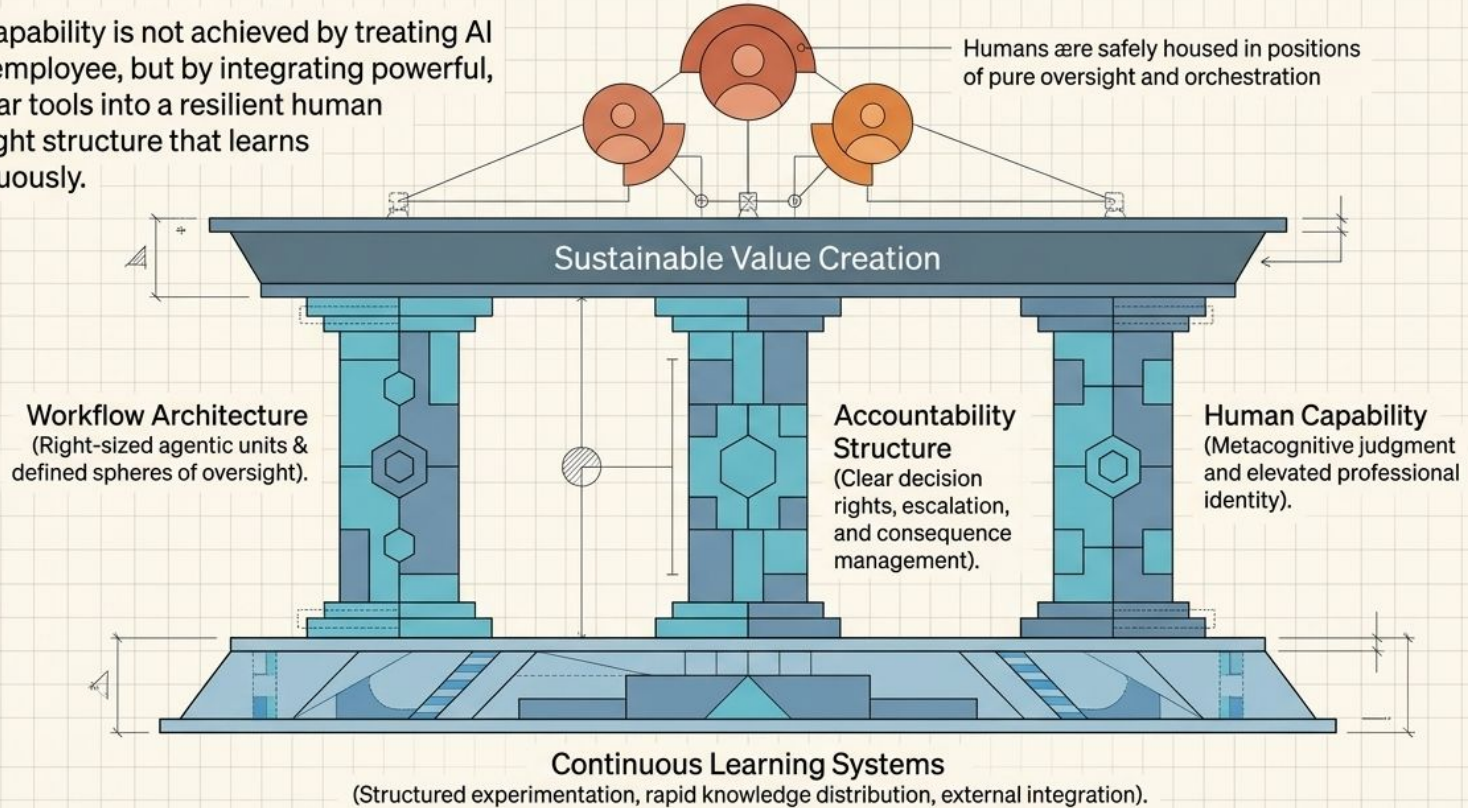 apability is not achieved by treating AI
employee, but by integrating powerful,
ar tools into a resilient human
ght structure that learns
uously.
Humans ære safely housed in positions
of pure oversight and orchestration
Sustainable Value Creation
Workflow Architecture
(Right-sized agentic units &
defined spheres of oversight).
Accountability
Structure
(Clear decision
rights, escalation,
and consequence
management).
Human Capability
(Metacognitive judgment
and elevated professional
identity).
Continuous Learning Systems
(Structured experimentation, rapid knowledge distribution, external integration).